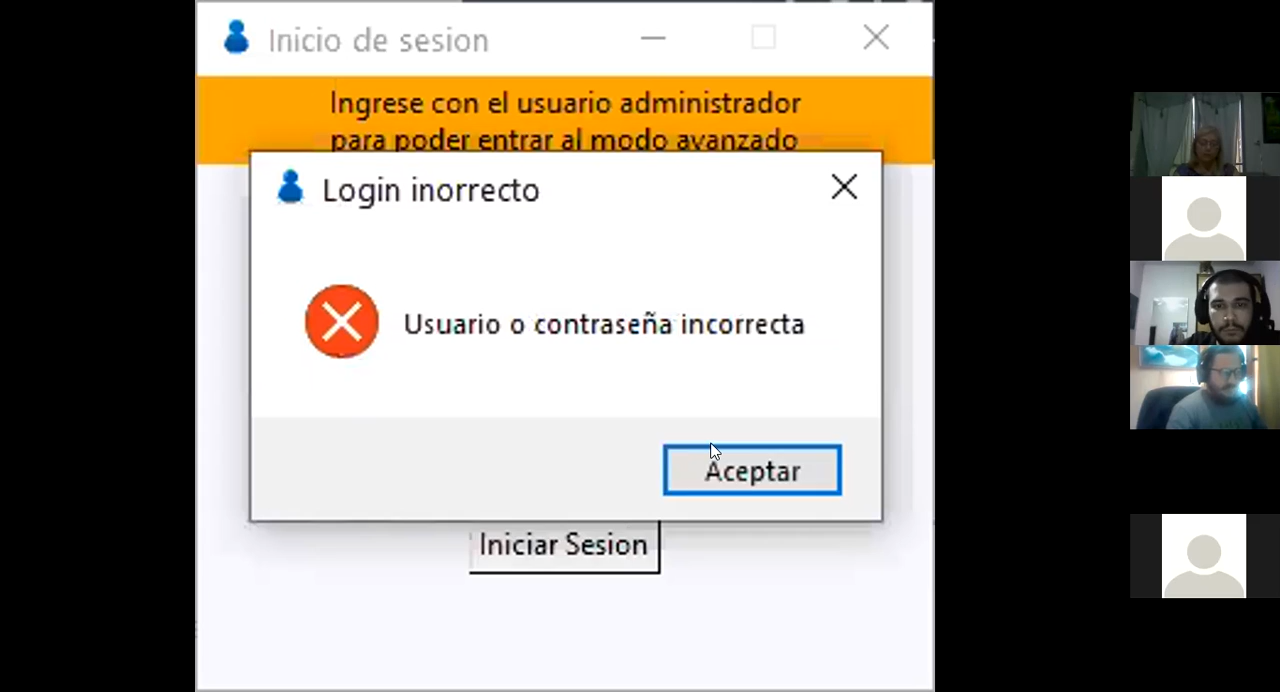 Inicio de sesion
Ingrese con el usuario administrador
para poder entrar al modo avanzado
Login inorrecto
Usuario o contraseña incorrecta
Aceptar
Iniciar Sesion